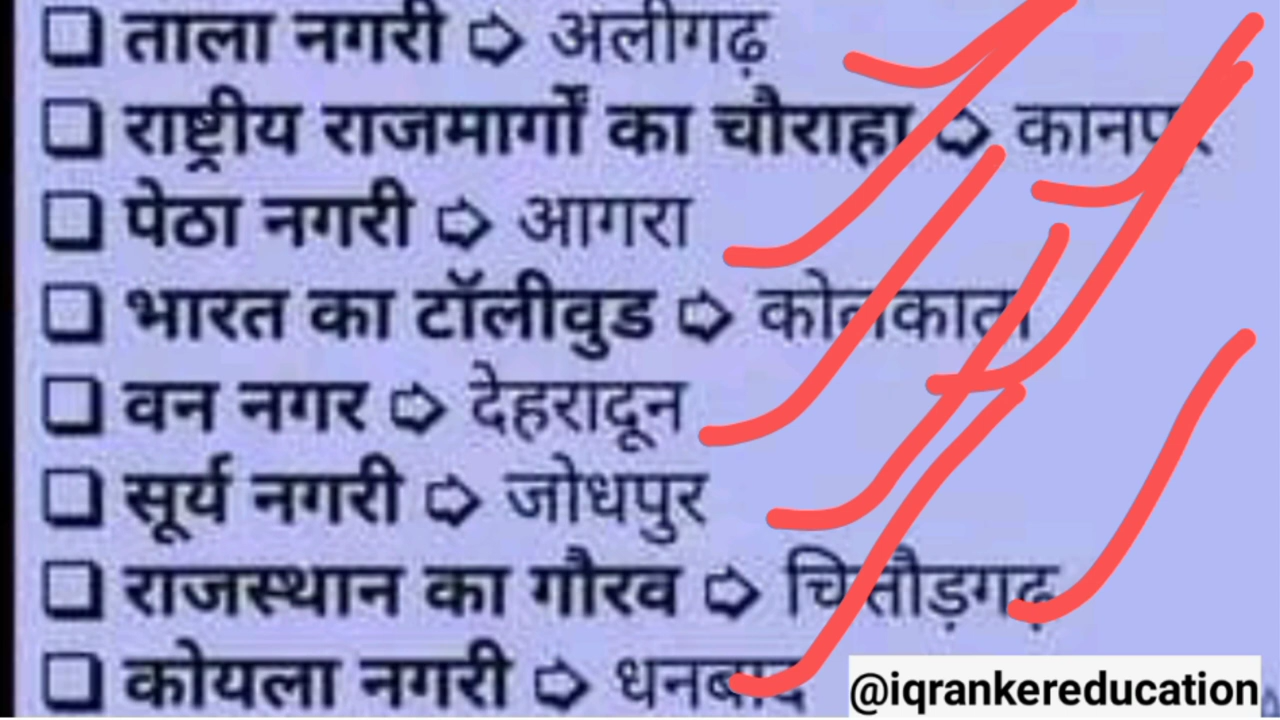 ❑ ताला नगरी ➩ अलीगढ़
❑ राष्ट्रीय राजमार्गों का चौराहा ➩ कानपुर
❑ पेठा नगरी ➩ आगरा
❑ भारत का टॉलीवुड ➩ कोलकाता
❑ वन नगर ➩ देहरादून
❑ सूर्य नगरी ➩ जोधपुर
❑ राजस्थान का गौरव ➩ चितौड़गढ़
❑ कोयला नगरी ➩ धनबाद
@iqrankereducation